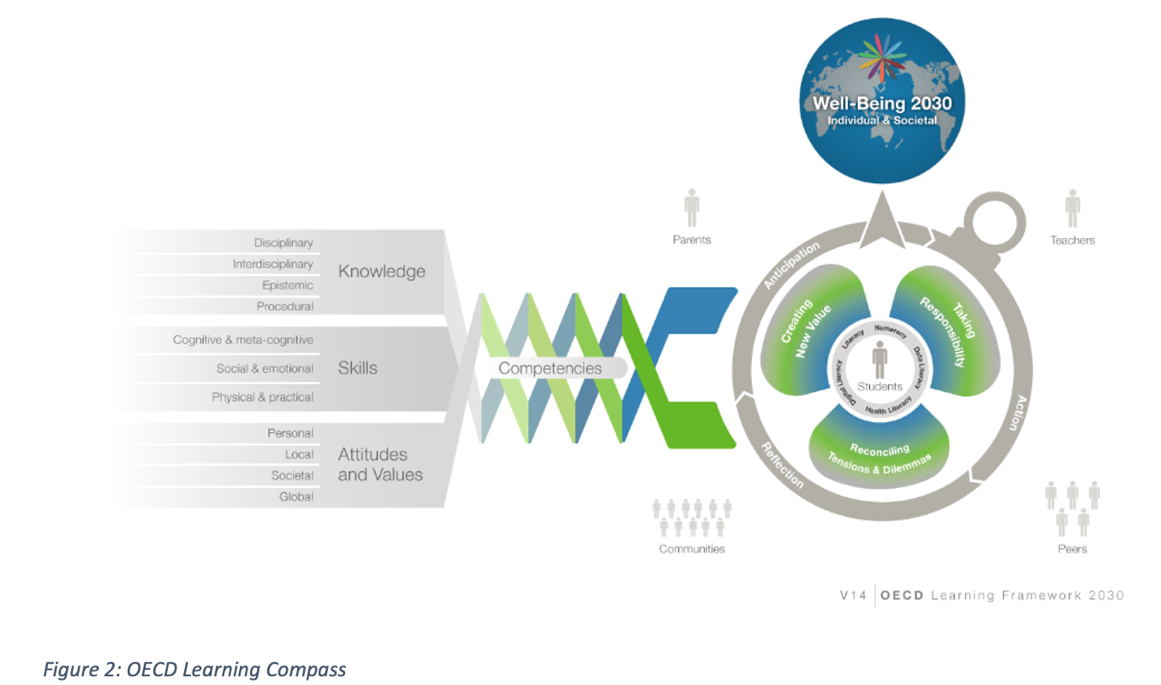 Well-Being 2030
Individual & Societal
Parents
Teachers
Disciplinary
Interdisciplinary
Epistemic
Procedural
Knowledge
Cognitive & meta-cognitive
Social & emotional
Physical & practical
Skills
Personal
Local
Societal
Global
Attitudes
and Values
Competencies
Anticipation
Action
Reflection
Creating
New Value
Taking
Responsibility
Reconciling
Tensions & Dilemmas
Literacy
Numeracy
Data Literacy
Health Literacy
Digital Literacy
Students
Communities
Peers
V14 | OECD Learning Framework 2030
Figure 2: OECD Learning Compass